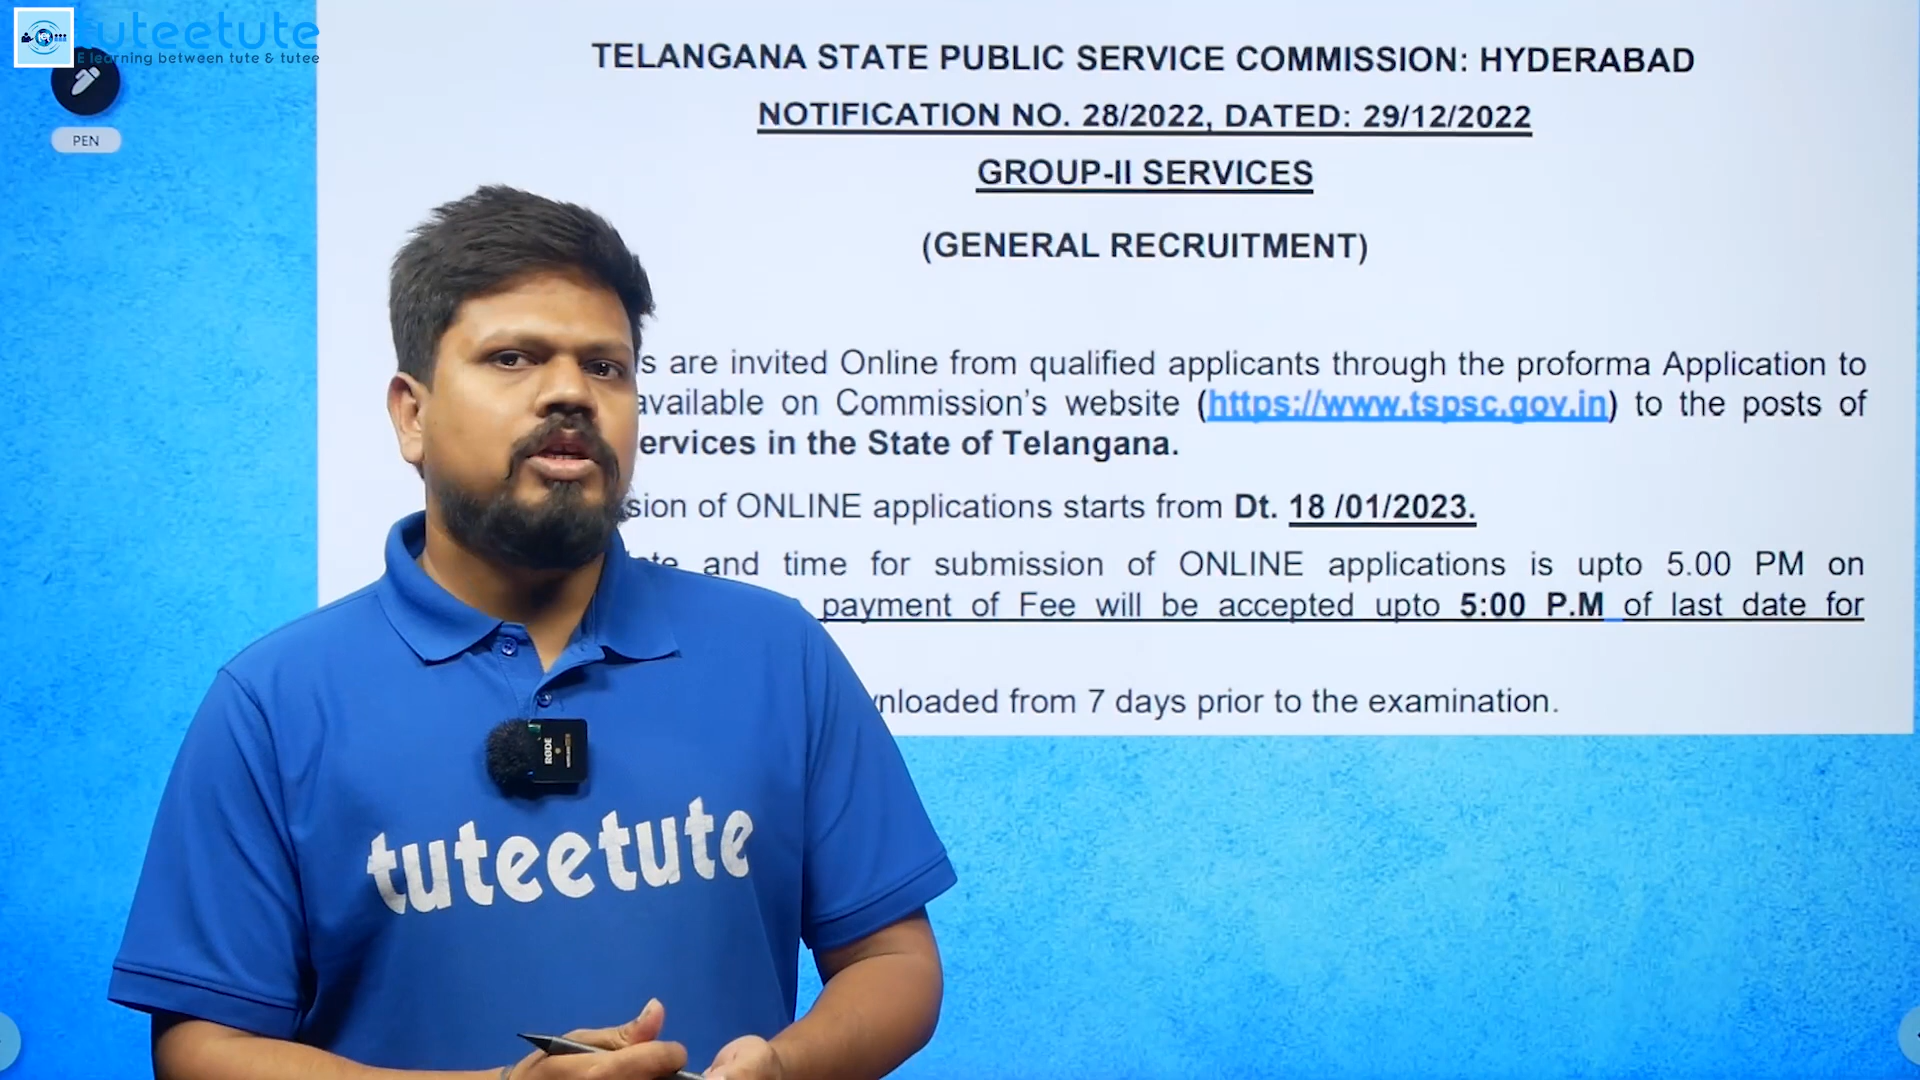 tuteetute
E learning between tute & tutee
PEN
TELANGANA STATE PUBLIC SERVICE COMMISSION: HYDERABAD
NOTIFICATION NO. 28/2022, DATED: 29/12/2022
GROUP-II SERVICES
(GENERAL RECRUITMENT)
are invited Online from qualified applicants through the proforma Application to
available on Commission's website (https://www.tspsc.gov.in) to the posts of
in the State of Telangana.
of ONLINE applications starts from Dt. 18 /01/2023.
and time for submission of ONLINE applications is upto 5.00 PM on
payment of Fee will be accepted upto 5:00 P.M of last date for
from 7 days prior to the examination.
RODE
tuteetute